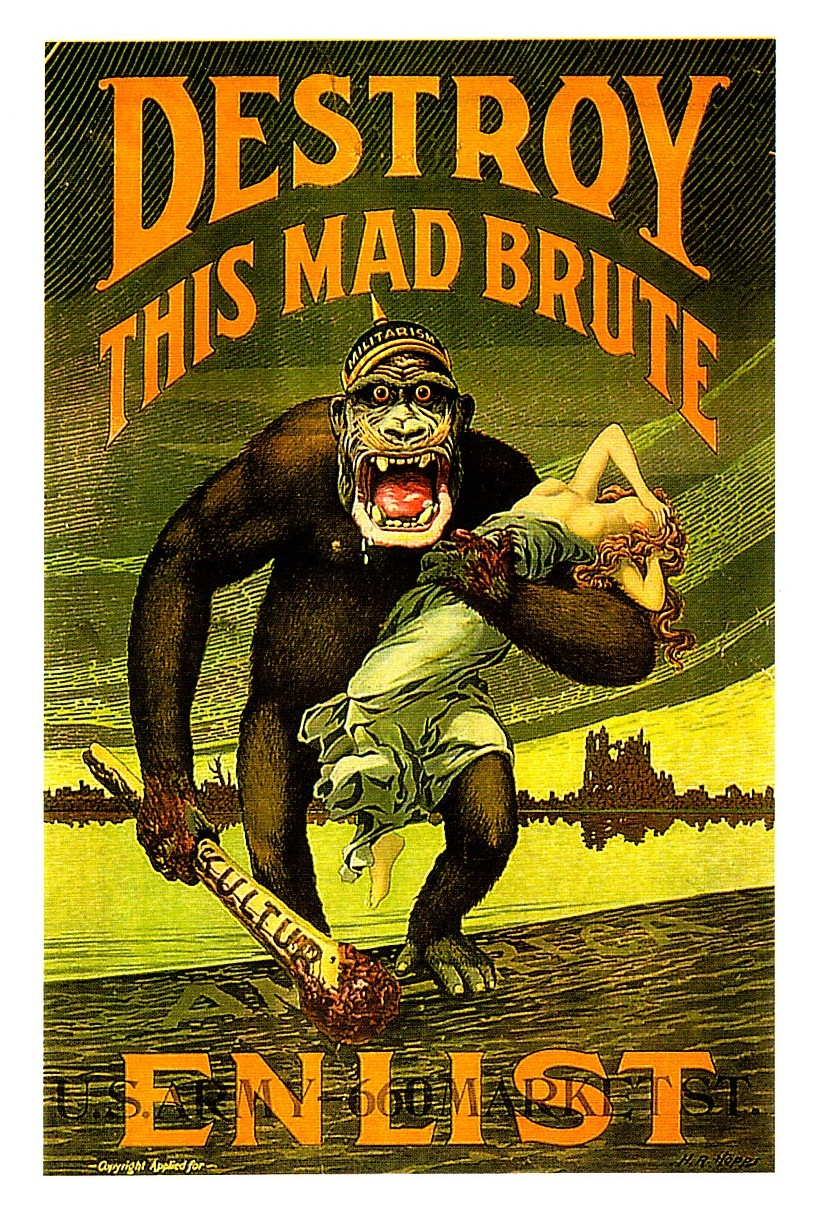 DESTROY
THIS MAD BRUTE
MILITARISM
KULTUR
AMERICA
ENLIST
U.S. ARMY - 660 MARKET ST.
-Copyright Applied for-
H.R. Hopps